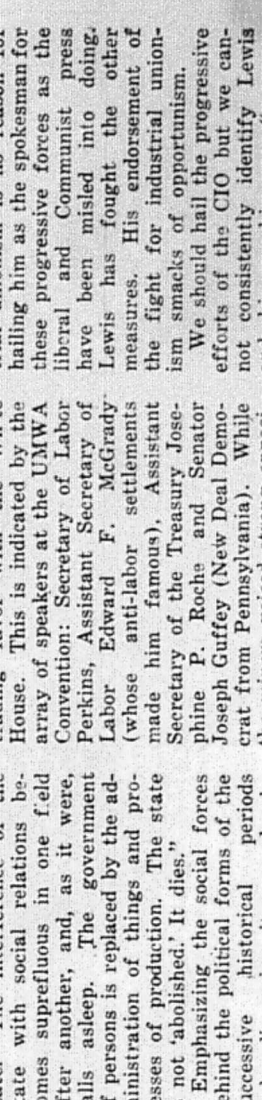 tate with social relations be-
omes suprefluous in one field
fter another, and, as it were,
alls asleep. The government
f persons is replaced by the ad-
ministration of things and pro-
esses of production. The state
not 'abolished.' It dies."
Emphasizing the social forces
ehind the political forms of the
uccessive historical periods
House. This is indicated by the
array of speakers at the UMWA
Convention: Secretary of Labor
Perkins, Assistant Secretary of
Labor Edward F. McGrady
(whose anti-labor settlements
made him famous), Assistant
Secretary of the Treasury Jose-
phine P. Roche and Senator
Joseph Guffey (New Deal Demo-
crat from Pennsylvania). While
hailing him as the spokesman for
these progressive forces as the
liberal and Communist press
have been misled into doing.
Lewis has fought the other
measures. His endorsement of
the fight for industrial union-
ism smacks of opportunism.
We should hail the progressive
efforts of the CIO but we can-
not consistently identify Lewis